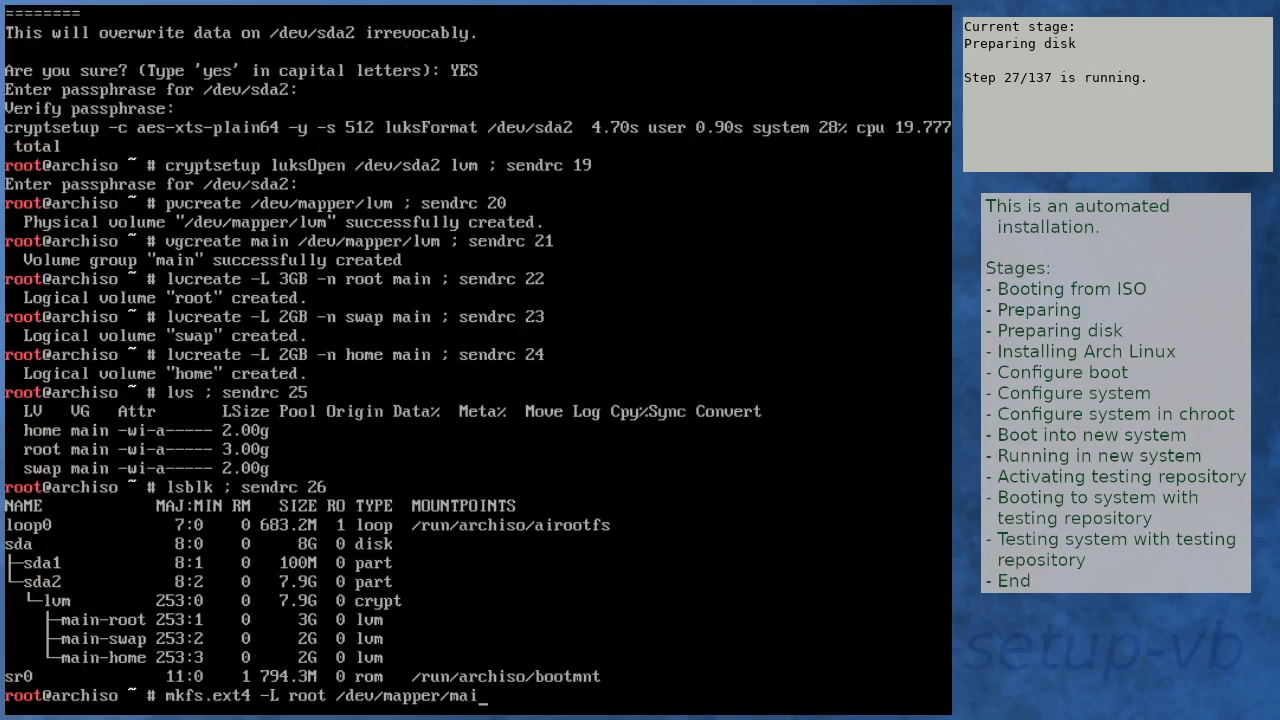 ========
This will overwrite data on /dev/sda2 irrevocably.
Are you sure? (Type 'yes' in capital letters): YES
Enter passphrase for /dev/sda2:
Verify passphrase:
cryptsetup -c aes-xts-plain64 -y -s 512 luksFormat /dev/sda2  4.70s user 0.90s system 28% cpu 19.777
 total
root@archiso ~ # cryptsetup luksOpen /dev/sda2 lvm ; sendrc 19
Enter passphrase for /dev/sda2:
root@archiso ~ # pvcreate /dev/mapper/lvm ; sendrc 20
  Physical volume "/dev/mapper/lvm" successfully created.
root@archiso ~ # vgcreate main /dev/mapper/lvm ; sendrc 21
  Volume group "main" successfully created
root@archiso ~ # lvcreate -L 3GB -n root main ; sendrc 22
  Logical volume "root" created.
root@archiso ~ # lvcreate -L 2GB -n swap main ; sendrc 23
  Logical volume "swap" created.
root@archiso ~ # lvcreate -L 2GB -n home main ; sendrc 24
  Logical volume "home" created.
root@archiso ~ # lvs ; sendrc 25
  LV   VG   Attr       LSize Pool Origin Data%  Meta%  Move Log Cpy%Sync Convert
  home main -wi-a----- 2.00g
  root main -wi-a----- 3.00g
  swap main -wi-a----- 2.00g
root@archiso ~ # lsblk ; sendrc 26
NAME            MAJ:MIN RM   SIZE RO TYPE  MOUNTPOINTS
loop0             7:0    0 683.2M  1 loop  /run/archiso/airootfs
sda               8:0    0     8G  0 disk
├─sda1            8:1    0   100M  0 part
└─sda2            8:2    0   7.9G  0 part
  └─lvm         253:0    0   7.9G  0 crypt
    ├─main-root 253:1    0     3G  0 lvm
    ├─main-swap 253:2    0     2G  0 lvm
    └─main-home 253:3    0     2G  0 lvm
sr0              11:0    1 794.3M  0 rom   /run/archiso/bootmnt
root@archiso ~ # mkfs.ext4 -L root /dev/mapper/mai_
Current stage:
Preparing disk
Step 27/137 is running.
This is an automated
installation.
Stages:
- Booting from ISO
- Preparing
- Preparing disk
- Installing Arch Linux
- Configure boot
- Configure system
- Configure system in chroot
- Boot into new system
- Running in new system
- Activating testing repository
- Booting to system with
testing repository
- Testing system with testing
repository
- End
-setup-vb